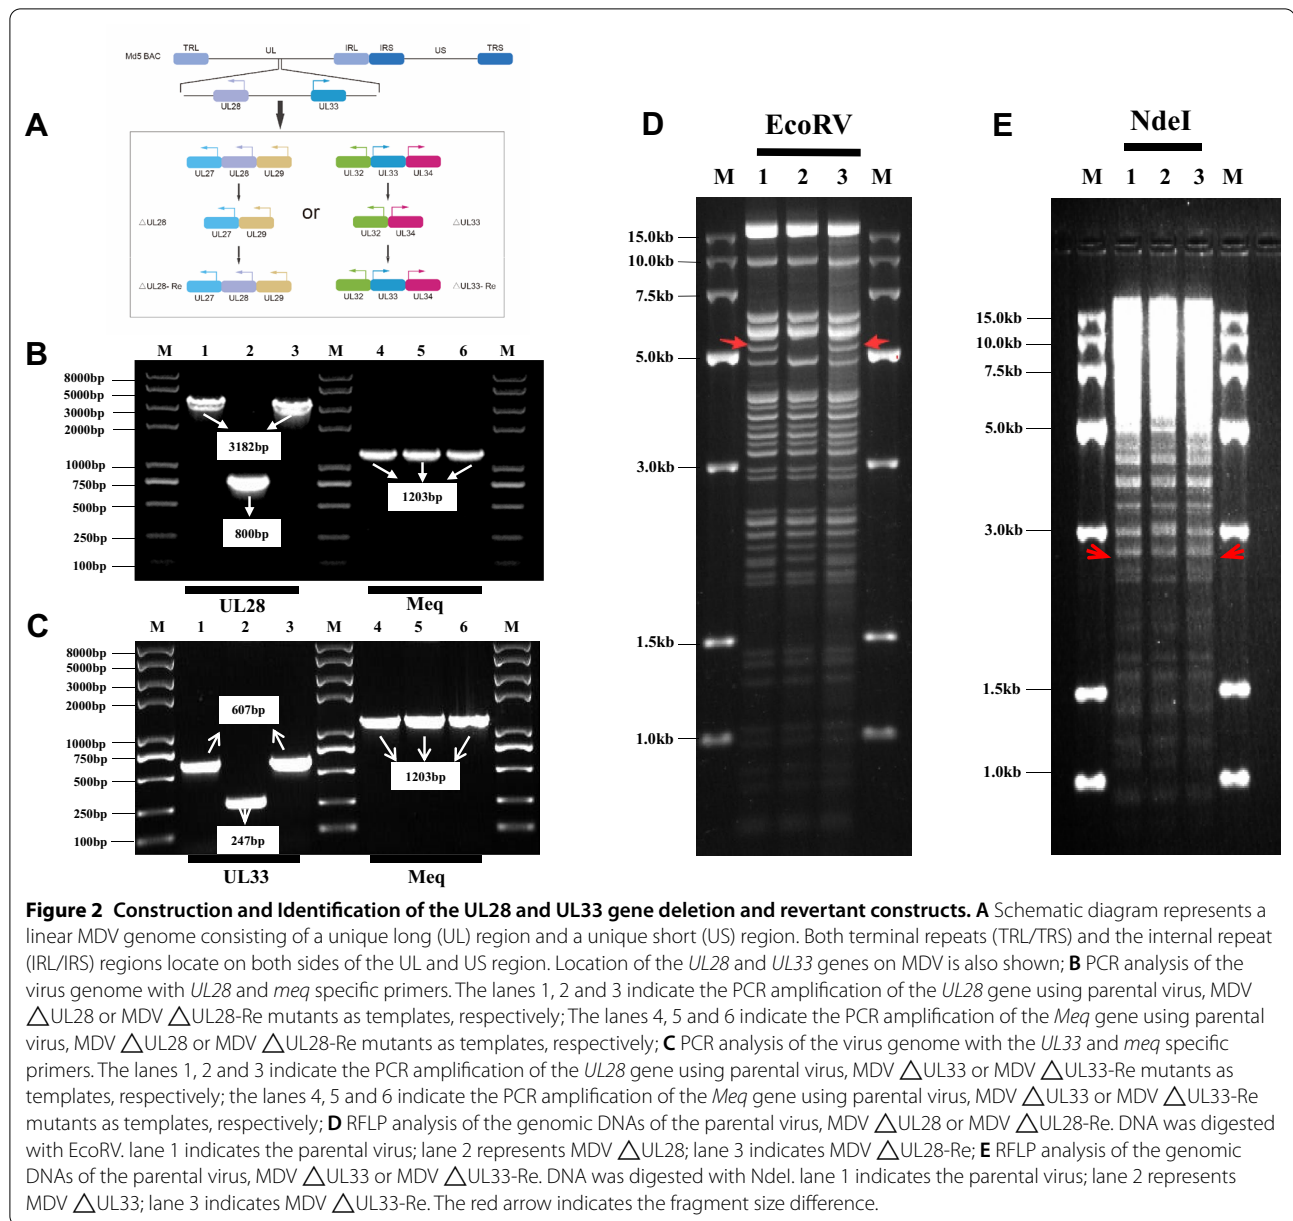 Md5 BAC
TRL
UL
IRL
IRS
US
TRS
UL28
UL33
A
UL27
UL28
UL29
UL32
UL33
UL34
△UL28
UL27
UL29
or
UL32
UL34
△UL33
△UL28- Re
UL27
UL28
UL29
UL32
UL33
UL34
△UL33- Re
B
M 1 2 3 M 4 5 6 M
8000bp
5000bp
3000bp
2000bp
1000bp
750bp
500bp
250bp
100bp
3182bp
800bp
1203bp
UL28 Meq
C
M 1 2 3 M 4 5 6 M
8000bp
5000bp
3000bp
2000bp
1000bp
750bp
500bp
250bp
100bp
607bp
247bp
1203bp
UL33 Meq
D
EcoRV
M 1 2 3 M
15.0kb
10.0kb
7.5kb
5.0kb
3.0kb
1.5kb
1.0kb
E
NdeI
M 1 2 3 M
15.0kb
10.0kb
7.5kb
5.0kb
3.0kb
1.5kb
1.0kb
Figure 2 Construction and Identification of the UL28 and UL33 gene deletion and revertant constructs. A Schematic diagram represents a
linear MDV genome consisting of a unique long (UL) region and a unique short (US) region. Both terminal repeats (TRL/TRS) and the internal repeat
(IRL/IRS) regions locate on both sides of the UL and US region. Location of the UL28 and UL33 genes on MDV is also shown; B PCR analysis of the
virus genome with UL28 and meq specific primers. The lanes 1, 2 and 3 indicate the PCR amplification of the UL28 gene using parental virus, MDV
△UL28 or MDV △UL28-Re mutants as templates, respectively; The lanes 4, 5 and 6 indicate the PCR amplification of the Meq gene using parental
virus, MDV △UL28 or MDV △UL28-Re mutants as templates, respectively; C PCR analysis of the virus genome with the UL33 and meq specific
primers. The lanes 1, 2 and 3 indicate the PCR amplification of the UL28 gene using parental virus, MDV △UL33 or MDV △UL33-Re mutants as
templates, respectively; the lanes 4, 5 and 6 indicate the PCR amplification of the Meq gene using parental virus, MDV △UL33 or MDV △UL33-Re
mutants as templates, respectively; D RFLP analysis of the genomic DNAs of the parental virus, MDV △UL28 or MDV △UL28-Re. DNA was digested
with EcoRV. lane 1 indicates the parental virus; lane 2 represents MDV △UL28; lane 3 indicates MDV △UL28-Re; E RFLP analysis of the genomic
DNAs of the parental virus, MDV △UL33 or MDV △UL33-Re. DNA was digested with NdeI. lane 1 indicates the parental virus; lane 2 represents
MDV △UL33; lane 3 indicates MDV △UL33-Re. The red arrow indicates the fragment size difference.